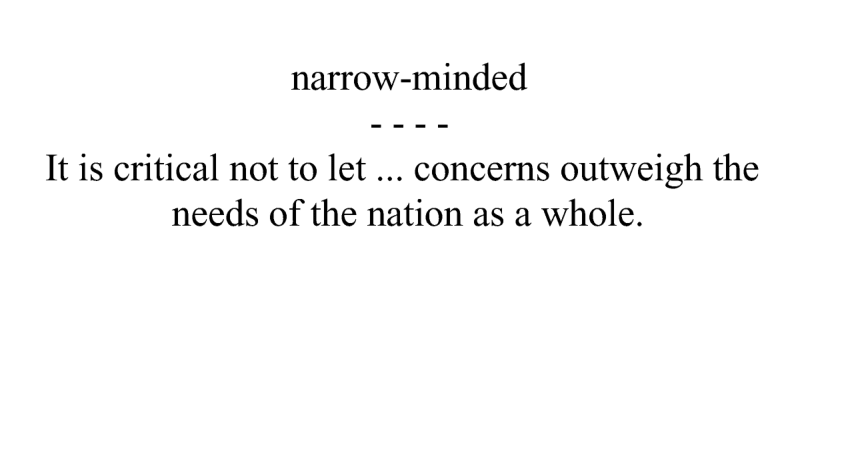 narrow-minded
- - - -
It is critical not to let ... concerns outweigh the
needs of the nation as a whole.